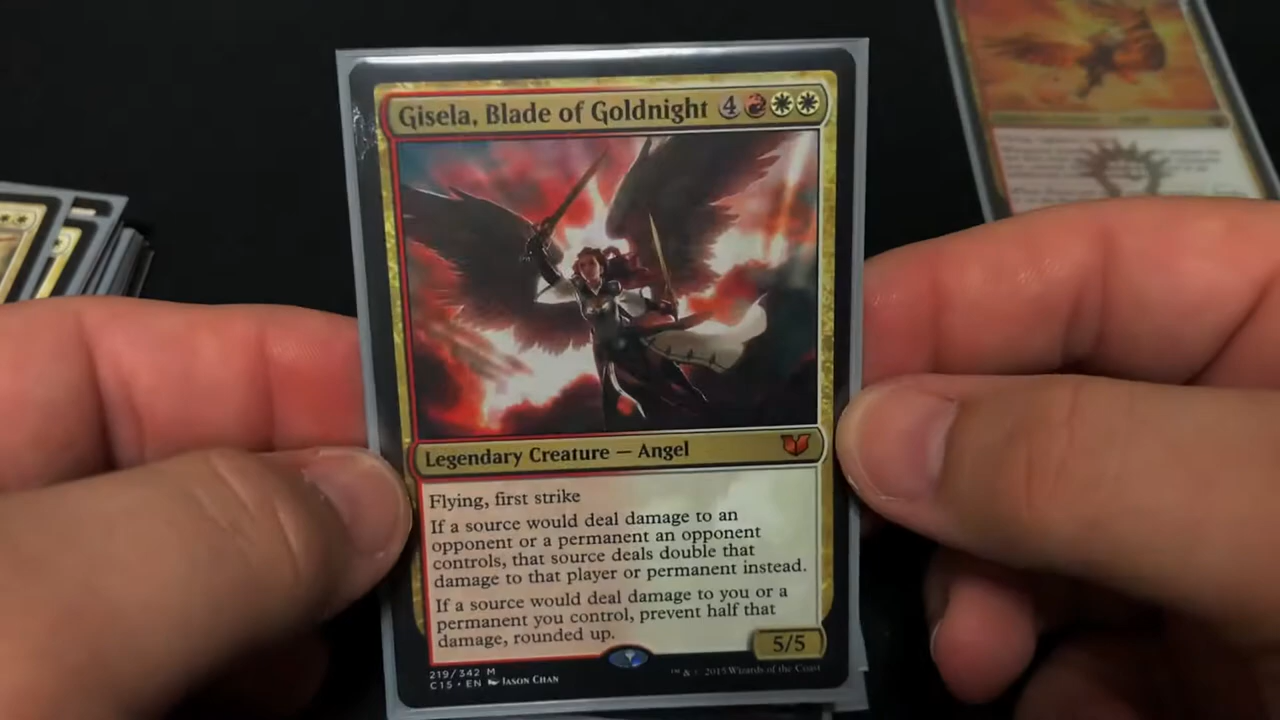 Gisela, Blade of Goldnight 4
Legendary Creature — Angel
Flying, first strike
If a source would deal damage to an
opponent or a permanent an opponent
controls, that source deals double that
damage to that player or permanent instead.
If a source would deal damage to you or a
permanent you control, prevent half that
damage, rounded up.
5/5
219/342 M
C15 • EN Jason Chan
™ & © 2015 Wizards of the Coast